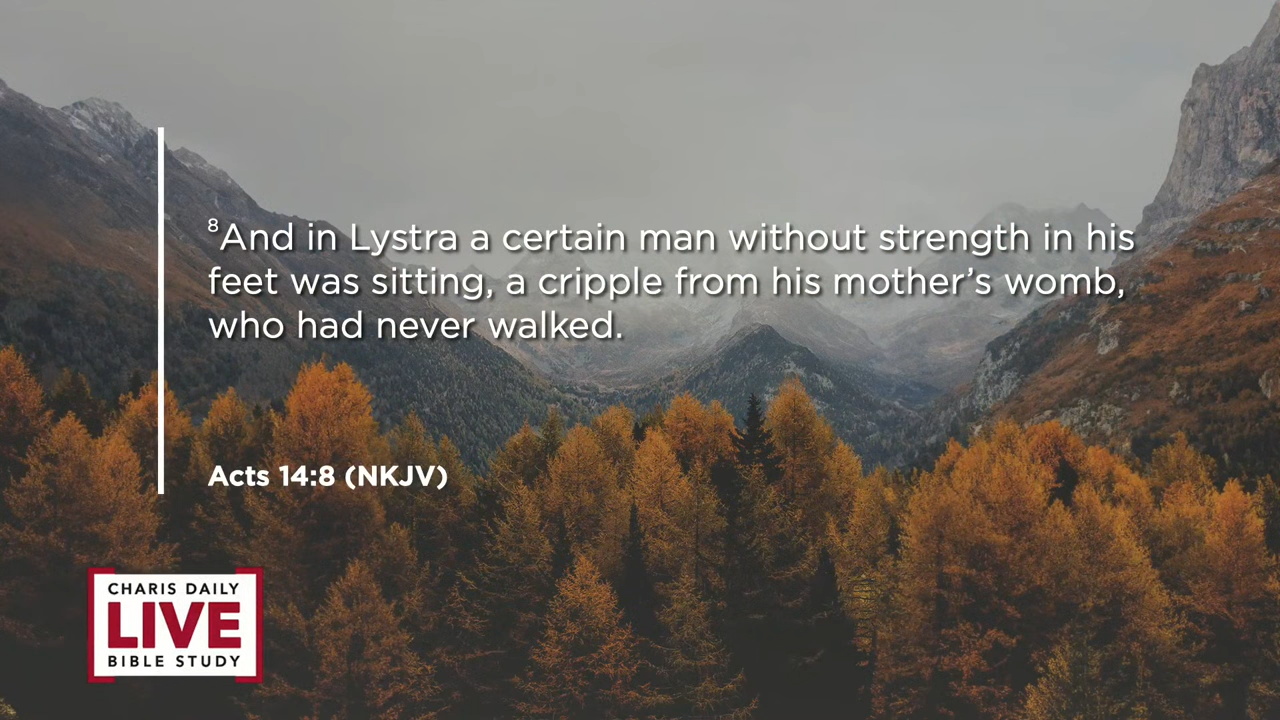 ⁸And in Lystra a certain man without strength in his
feet was sitting, a cripple from his mother’s womb,
who had never walked.
Acts 14:8 (NKJV)
CHARIS DAILY
LIVE
BIBLE STUDY